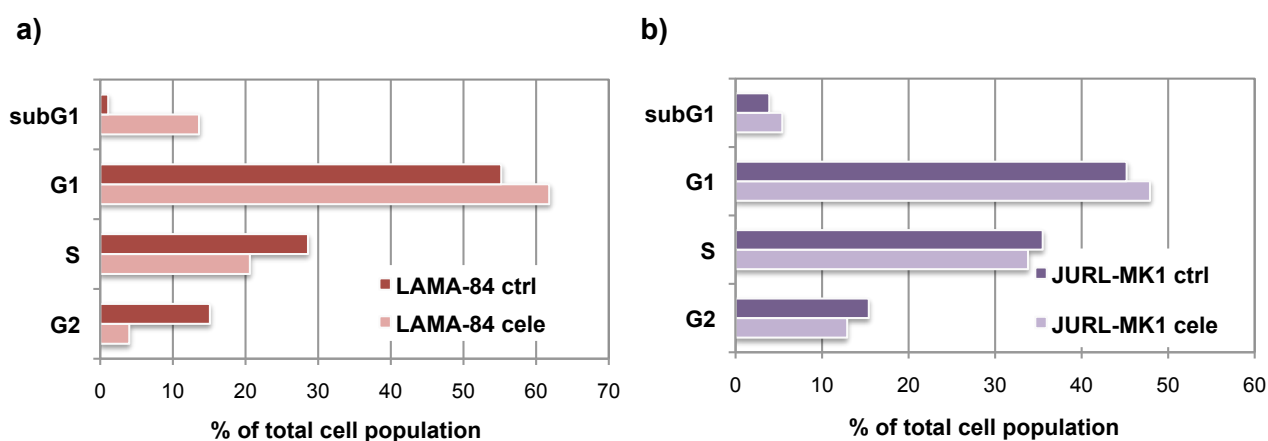 a)
subG1
G1
S
G2
LAMA-84 ctrl
LAMA-84 cele
0 10 20 30 40 50 60 70
% of total cell population
b)
subG1
G1
S
G2
JURL-MK1 ctrl
JURL-MK1 cele
0 10 20 30 40 50 60
% of total cell population